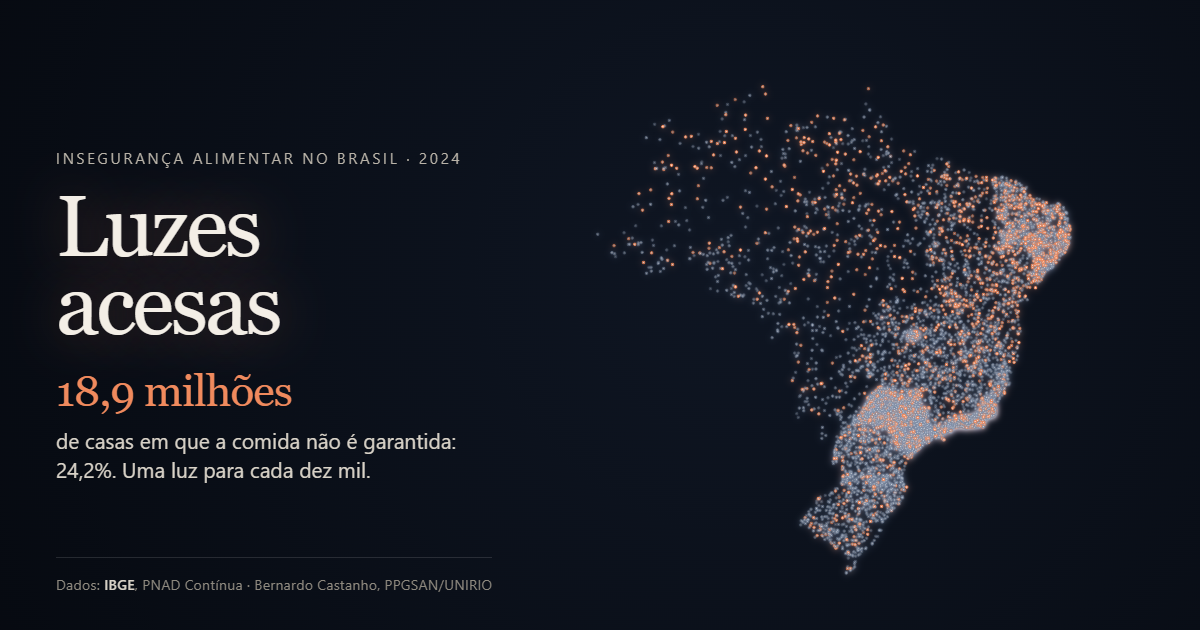 INSEGURANÇA ALIMENTAR NO BRASIL · 2024
Luzes
acesas
18,9 milhões
de casas em que a comida não é garantida:
24,2%. Uma luz para cada dez mil.
Dados: IBGE, PNAD Contínua · Bernardo Castanho, PPGSAN/UNIRIO